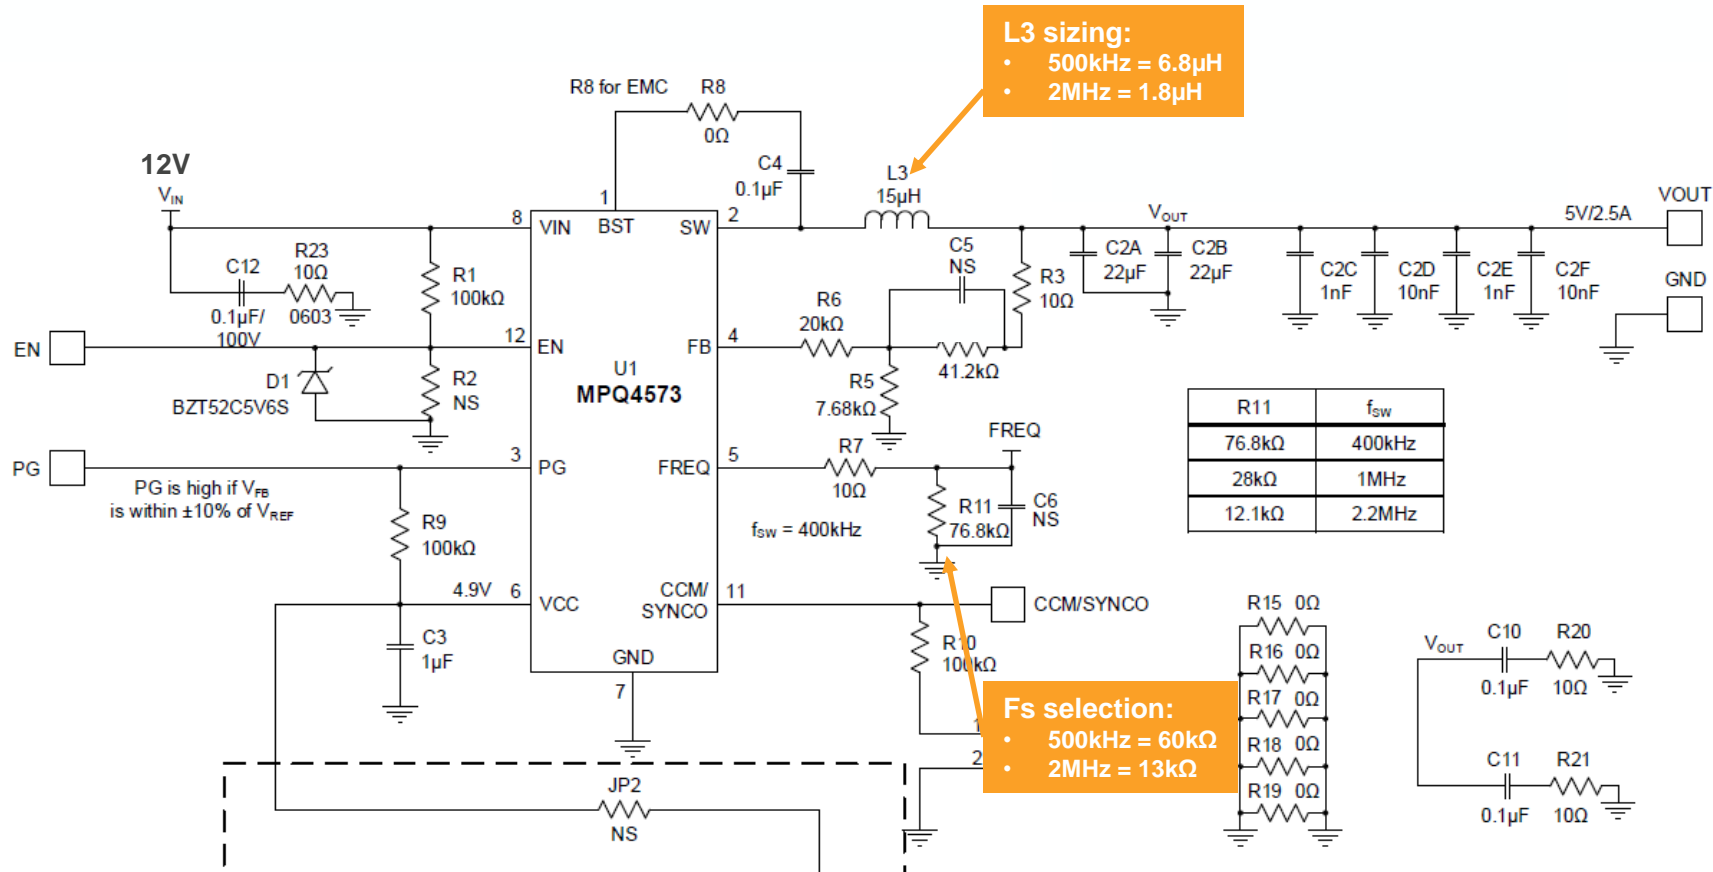 L3 sizing:
• 500kHz = 6.8µH
• 2MHz = 1.8µH
R8 for EMC
R8
0Ω
C4
0.1µF
12V
VIN
L3
15µH
VOUT
5V/2.5A
VOUT
GND
1
8
VIN
BST
SW
2
C12
0.1µF/
100V
R23
10Ω
0603
R1
100kΩ
C5
NS
R3
10Ω
C2A
22µF
C2B
22µF
C2C
1nF
C2D
10nF
C2E
1nF
C2F
10nF
EN
12
EN
FB
4
R6
20kΩ
41.2kΩ
R5
7.68kΩ
U1
MPQ4573
D1
BZT52C5V6S
R2
NS
R11 fSW
76.8kΩ 400kHz
28kΩ 1MHz
12.1kΩ 2.2MHz
PG
3
PG
FREQ
5
R7
10Ω
FREQ
R11
76.8kΩ
C6
NS
PG is high if VFB
is within ±10% of VREF
fSW = 400kHz
R9
100kΩ
4.9V
6
VCC
CCM/
SYNCO
11
CCM/SYNCO
C3
1µF
GND
7
R10
100kΩ
1
2
Fs selection:
• 500kHz = 60kΩ
• 2MHz = 13kΩ
R15 0Ω
R16 0Ω
R17 0Ω
R18 0Ω
R19 0Ω
VOUT
C10
0.1µF
R20
10Ω
C11
0.1µF
R21
10Ω
JP2
NS